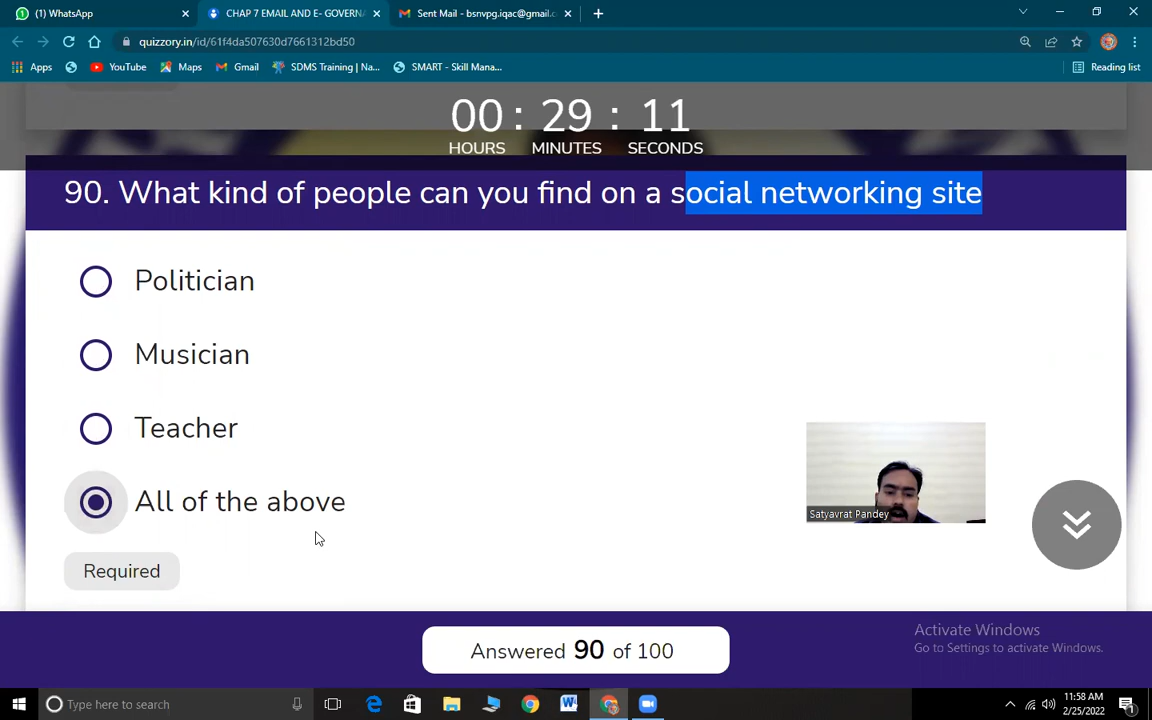 (1) WhatsApp
CHAP 7 EMAIL AND E- GOVERNA
Sent Mail - bsnvpg.iqac@gmail.c
quizzory.in/id/61f4da507630d7661312bd50
Apps
YouTube
Maps
Gmail
SDMS Training | Na...
SMART - Skill Mana...
Reading list
00 : 29 : 11
HOURS MINUTES SECONDS
90. What kind of people can you find on a social networking site
Politician
Musician
Teacher
All of the above
Required
Satyavrat Pandey
Answered 90 of 100
Activate Windows
Go to Settings to activate Windows.
Type here to search
11:58 AM
2/25/2022
1